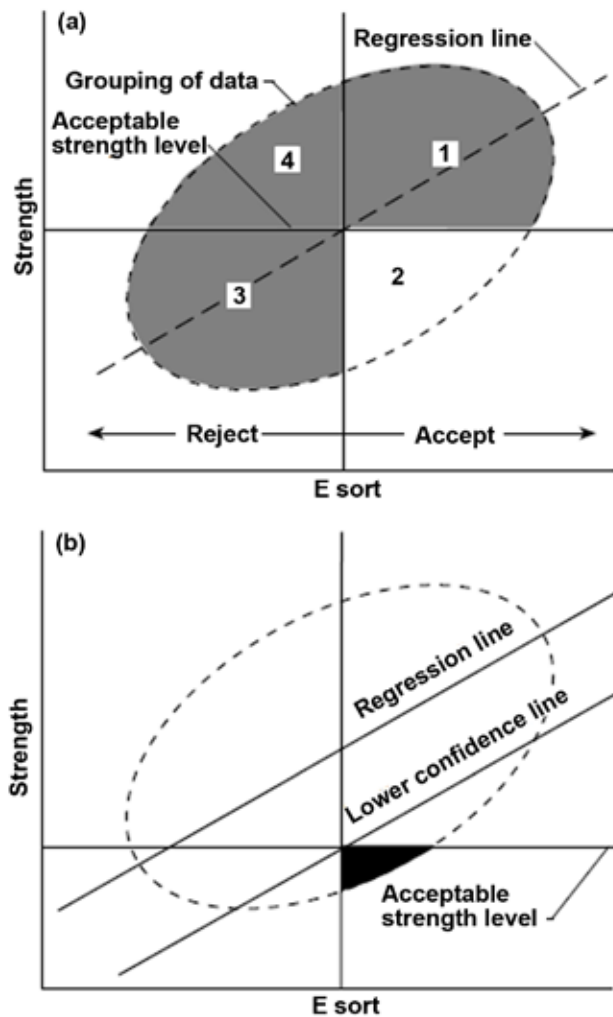 (a)
Regression line
Grouping of data
Acceptable
strength level
4
1
Strength
3
2
Reject
Accept
E sort
(b)
Regression line
Lower confidence line
Strength
Acceptable
strength level
E sort